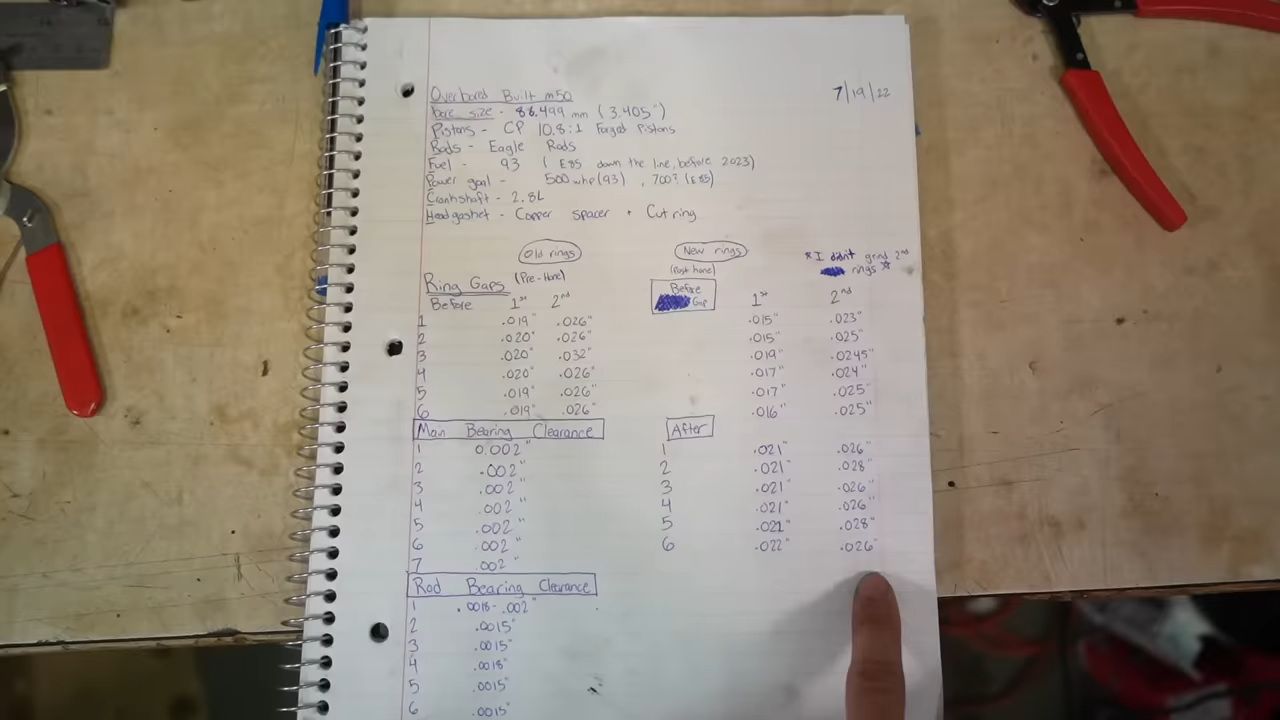 Overbored Built m50
7/19/22
bore size - 86.499 mm (3.405")
Pistons - CP 10.8:1 Forged Pistons
Rods - Eagle Rods
Fuel - 93 ( E85 down the line, before 2023)
Power goal - 500 whp (93) , 700? (E85)
Crankshaft - 2.8L
Headgasket - Copper spacer + Cut ring
Old rings
New rings
*I didn't grind 2nd
rings *
Ring Gaps (Pre-Hone)
(Post hone)
Before 1st 2nd
Before
Gap 1st 2nd
1 .019" .026" .015" .023"
2 .020" .026" .015" .025"
3 .020" .032" .019" .0245"
4 .020" .026" .017" .024"
5 .019" .026" .017" .025"
6 .019" .026" .016" .025"
Main Bearing Clearance
After
1 0.002"
2 .002"
3 .002"
4 .002"
5 .002"
6 .002"
7 .002"
1 .021" .026"
2 .021" .028"
3 .021" .026"
4 .021" .026"
5 .021" .028"
6 .022" .026"
Rod Bearing Clearance
1 .0018-.002"
2 .0015"
3 .0015"
4 .0018"
5 .0015"
6 .0015"